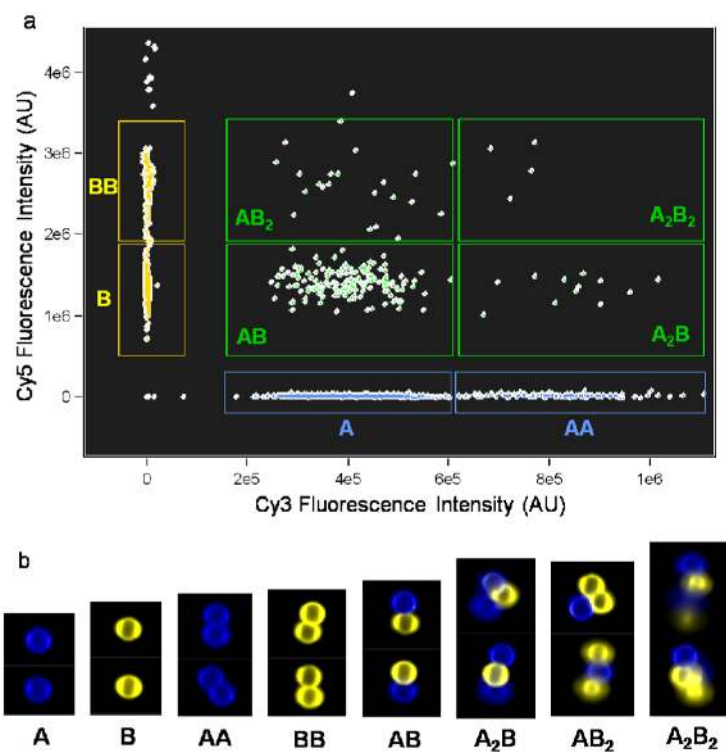 a
Cy5 Fluorescence Intensity (AU)
4e6
3e6
2e6
1e6
0
BB
B
AB₂
A₂B₂
AB
A₂B
A
AA
0
2e5
4e5
6e5
8e5
1e6
Cy3 Fluorescence Intensity (AU)
b
A
B
AA
BB
AB
A₂B
AB₂
A₂B₂